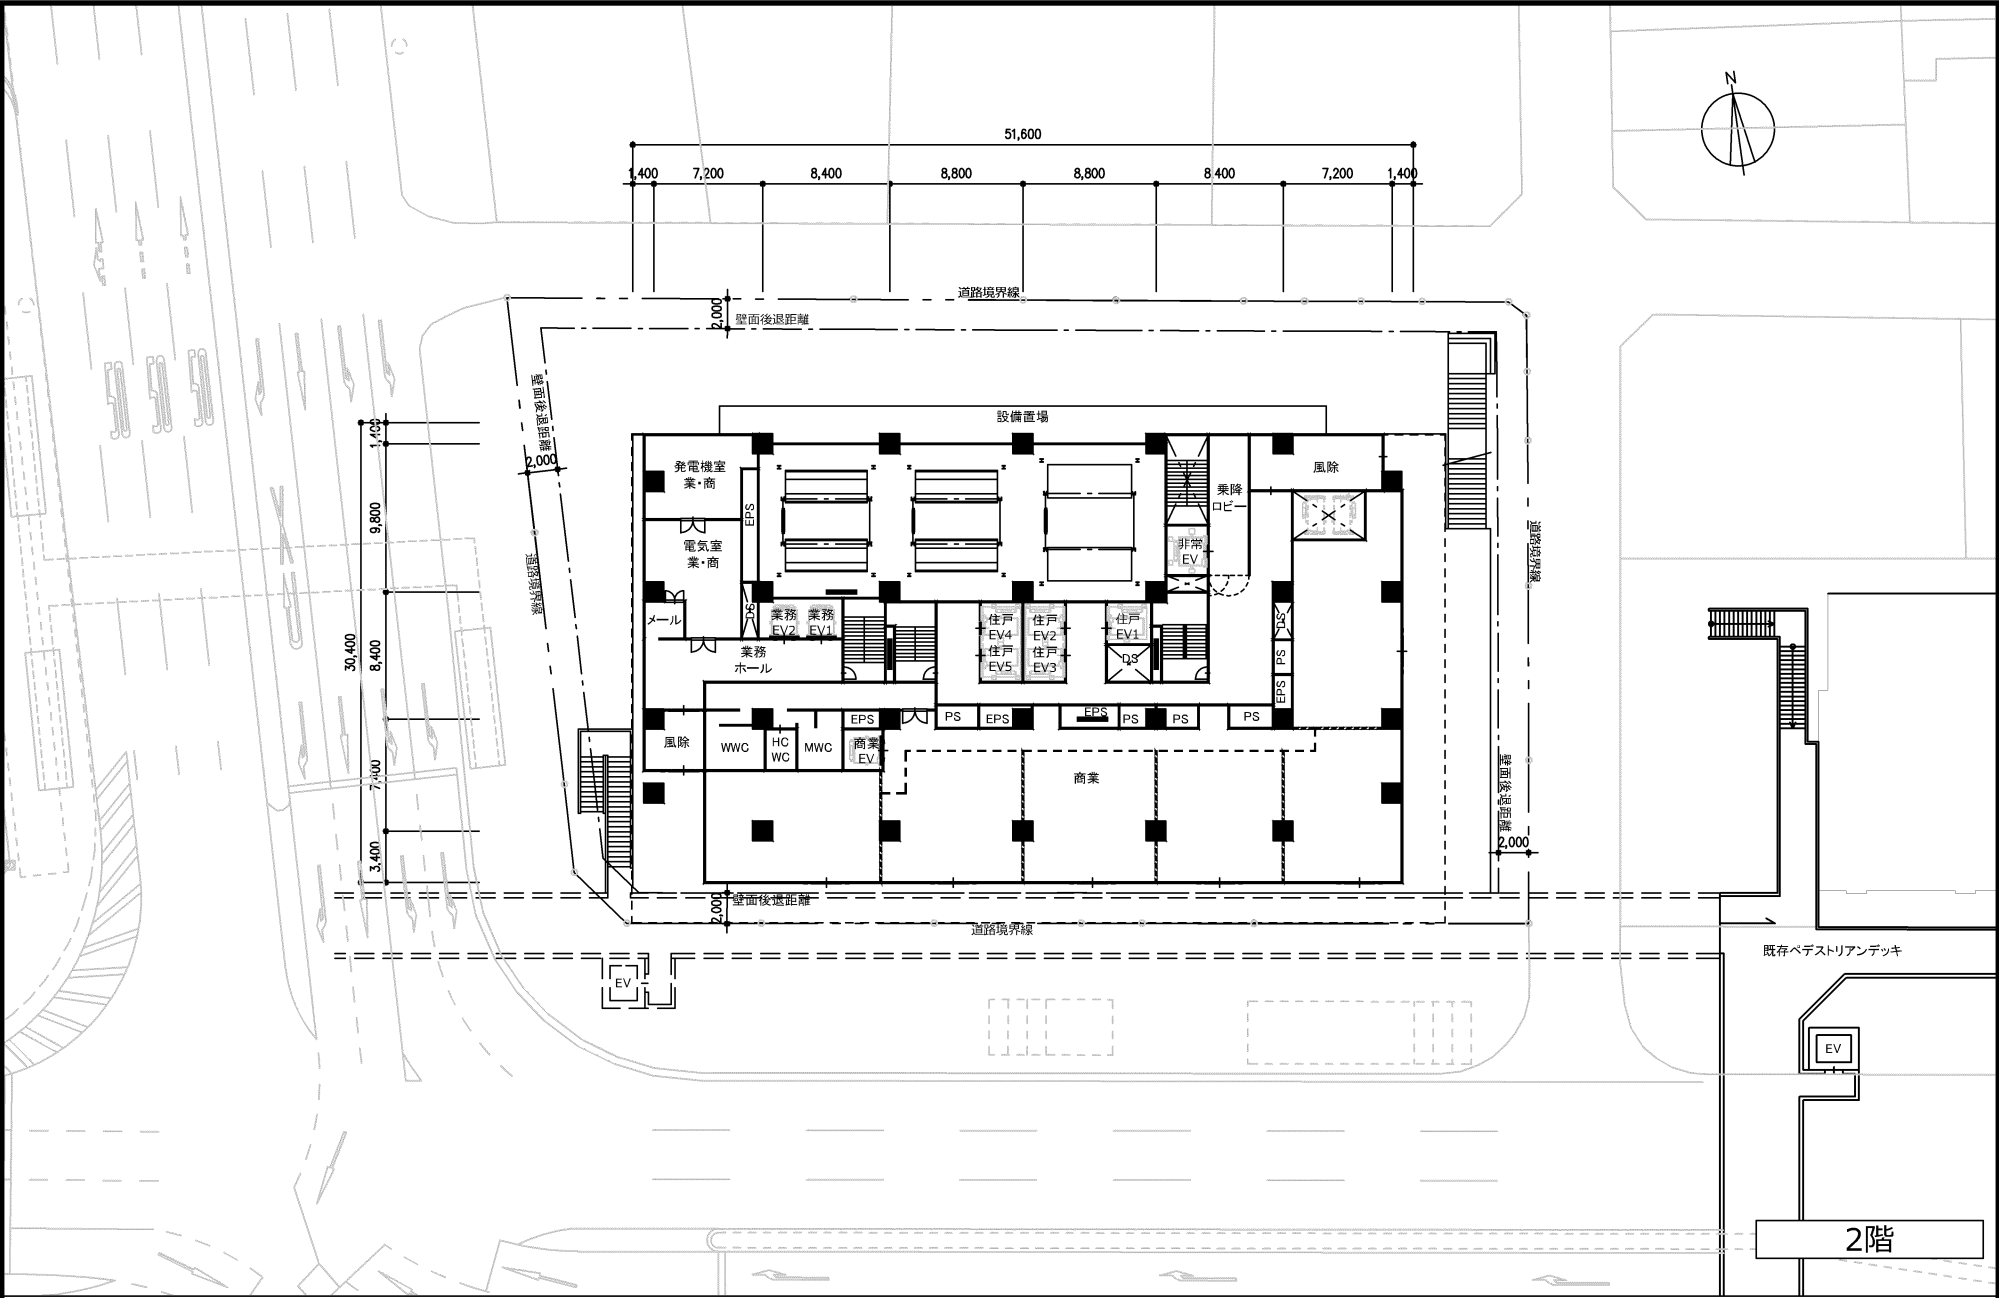 N
51,600
1,400
7,200
8,400
8,800
8,800
8,400
7,200
1,400
道路境界線
2,000
壁面後退距離
壁面後退距離
2,000
道路境界線
設備置場
1,400
9,800
30,400
8,400
7,400
3,400
発電機室
業・商
EPS
電気室
業・商
メール
DS
業務
EV2
業務
EV1
業務
ホール
乗降
ロビー
非常
EV
風除
住戸
EV4
住戸
EV5
住戸
EV2
住戸
EV3
住戸
EV1
DS
DS
PS
EPS
道路境界線
風除
WWC
HC
WC
MWC
EPS
商業
EV
PS
EPS
EPS
PS
PS
PS
商業
壁面後退距離
2,000
2,000
壁面後退距離
道路境界線
EV
既存ペデストリアンデッキ
EV
2階